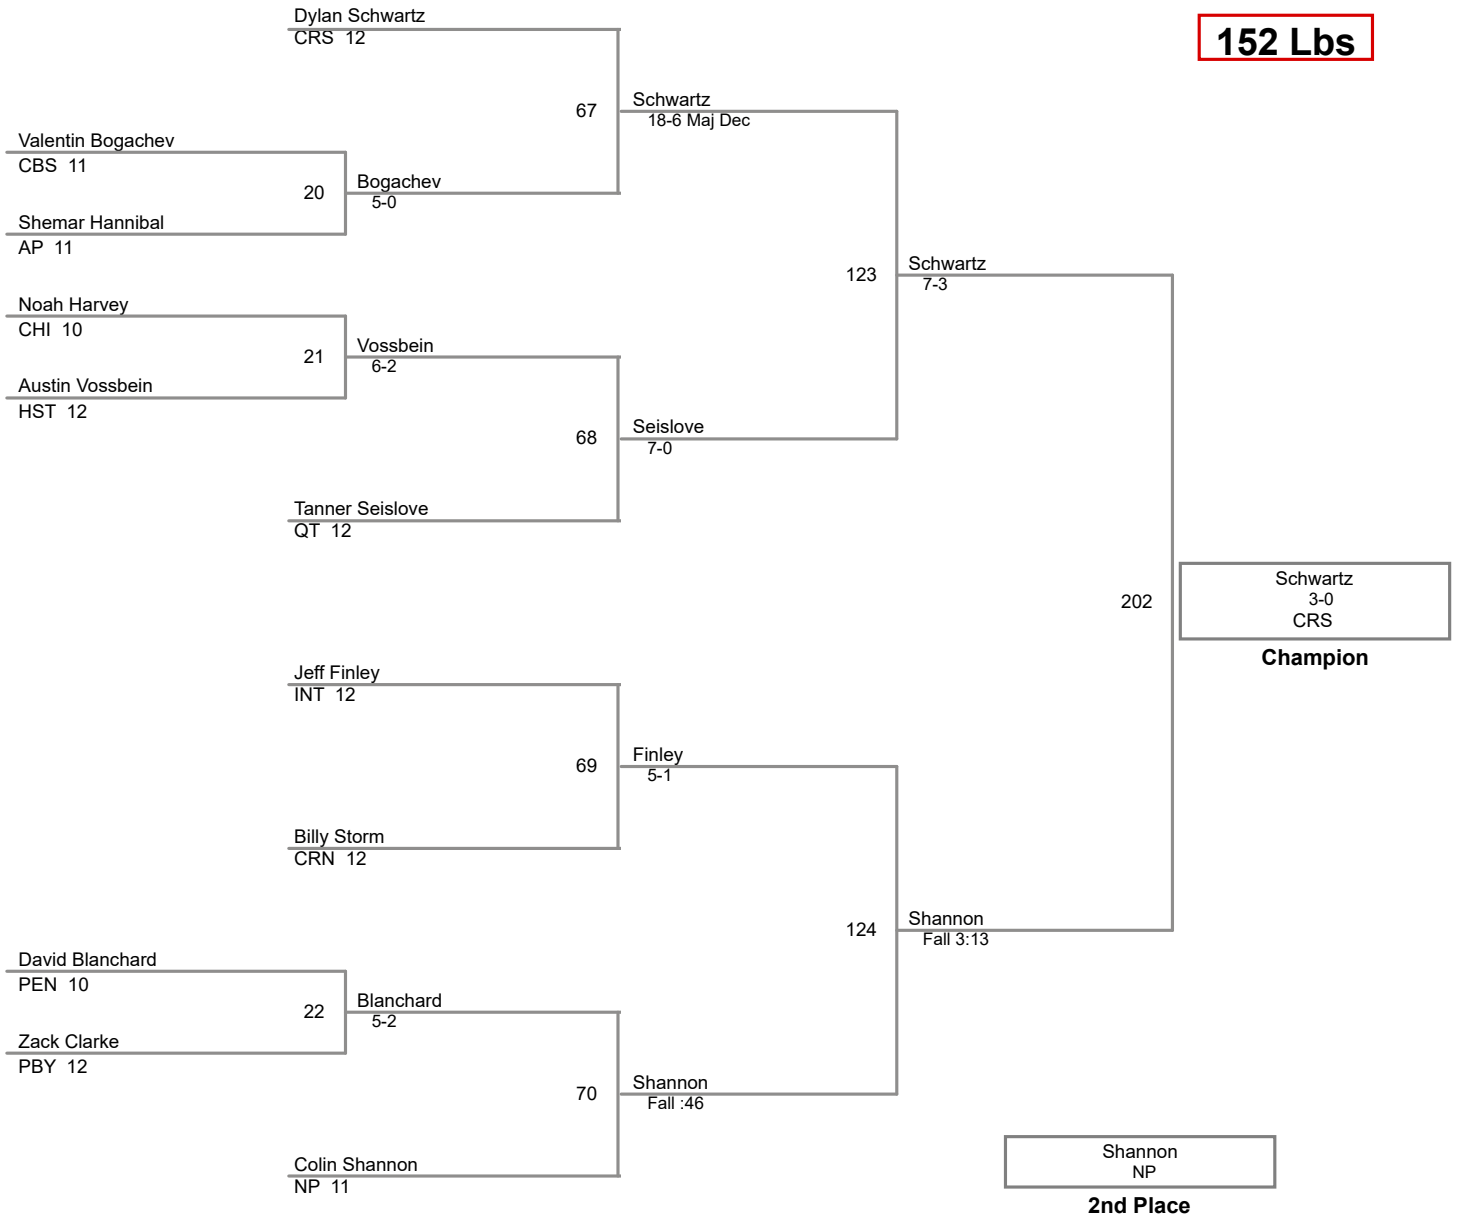 Dylan Schwartz
CRS 12
152 Lbs
67
Schwartz
18-6 Maj Dec
Valentin Bogachev
CBS 11
20
Bogachev
5-0
Shemar Hannibal
AP 11
123
Schwartz
7-3
Noah Harvey
CHI 10
21
Vossbein
6-2
Austin Vossbein
HST 12
68
Seislove
7-0
Tanner Seislove
QT 12
202
Schwartz
3-0
CRS
Champion
Jeff Finley
INT 12
69
Finley
5-1
Billy Storm
CRN 12
124
Shannon
Fall 3:13
David Blanchard
PEN 10
22
Blanchard
5-2
Zack Clarke
PBY 12
70
Shannon
Fall :46
Colin Shannon
NP 11
Shannon
NP
2nd Place